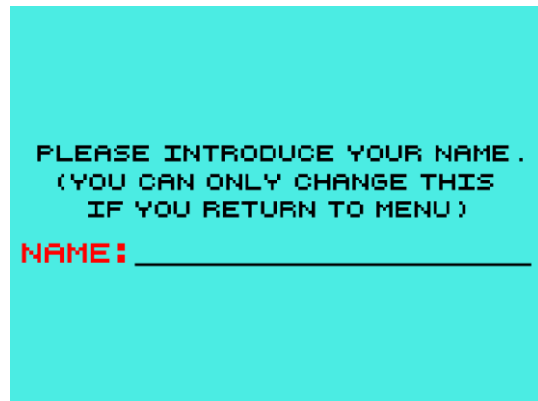 PLEASE INTRODUCE YOUR NAME.
(YOU CAN ONLY CHANGE THIS
IF YOU RETURN TO MENU)
NAME: